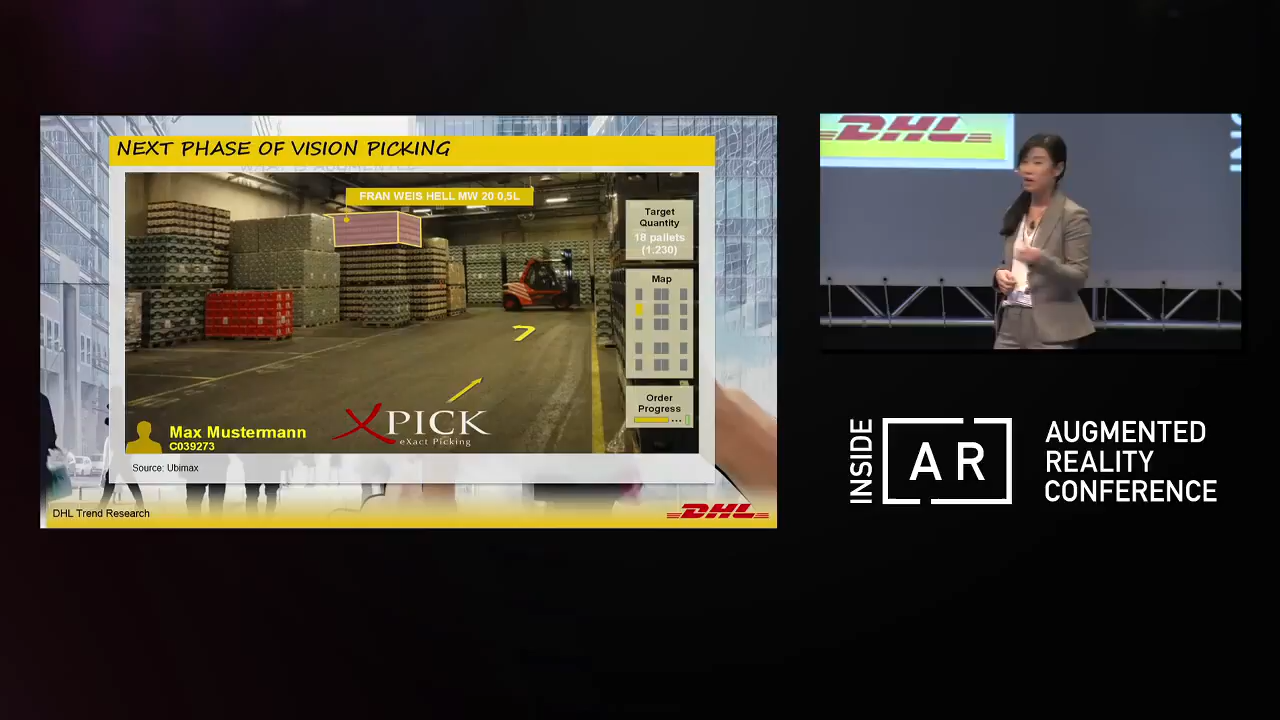 NEXT PHASE OF VISION PICKING
FRAN WEIS HELL MW 20 0,5L
Target
Quantity
18 pallets
(1.230)
Map
Order
Progress
...
Max Mustermann
C039273
XPICK
eXact Picking
Source: Ubimax
DHL Trend Research
DHL
DHL
INSIDE
AR
AUGMENTED
REALITY
CONFERENCE